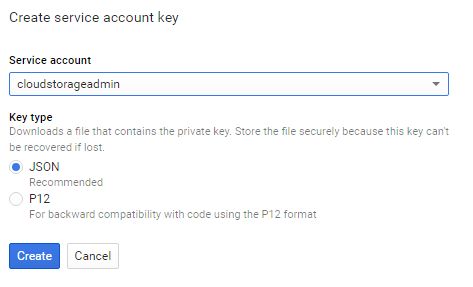 Create service account key
Service account
cloudstorageadmin
Key type
Downloads a file that contains the private key. Store the file securely because this key can't
be recovered if lost.
JSON
Recommended
P12
For backward compatibility with code using the P12 format
Create Cancel